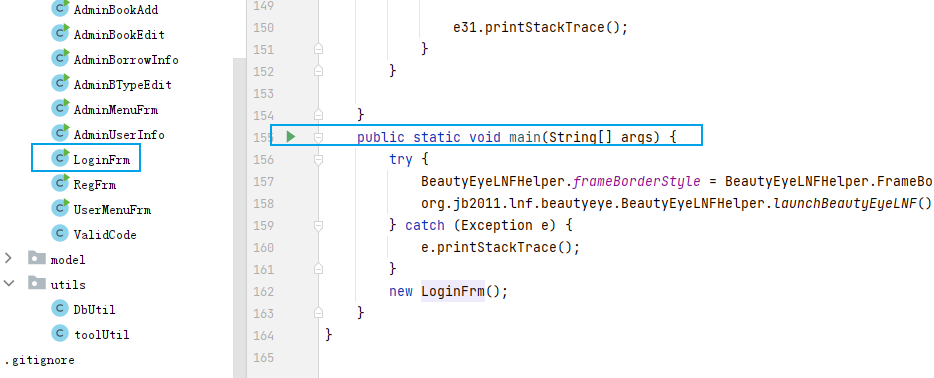 AdminBookAdd
AdminBookEdit
AdminBorrowInfo
AdminBTypeEdit
AdminMenuFrm
AdminUserInfo
LoginFrm
RegFrm
UserMenuFrm
ValidCode
model
utils
DbUtil
toolUtil
.gitignore
149
150 e31.printStackTrace();
151 }
152 }
153
154 }
155 public static void main(String[] args) {
156 try {
157 BeautyEyeLNFHelper.frameBorderStyle = BeautyEyeLNFHelper.FrameBo
158 org.jb2011.lnf.beautyeye.BeautyEyeLNFHelper.launchBeautyEyeLNF()
159 } catch (Exception e) {
160 e.printStackTrace();
161 }
162 new LoginFrm();
163 }
164 }
165